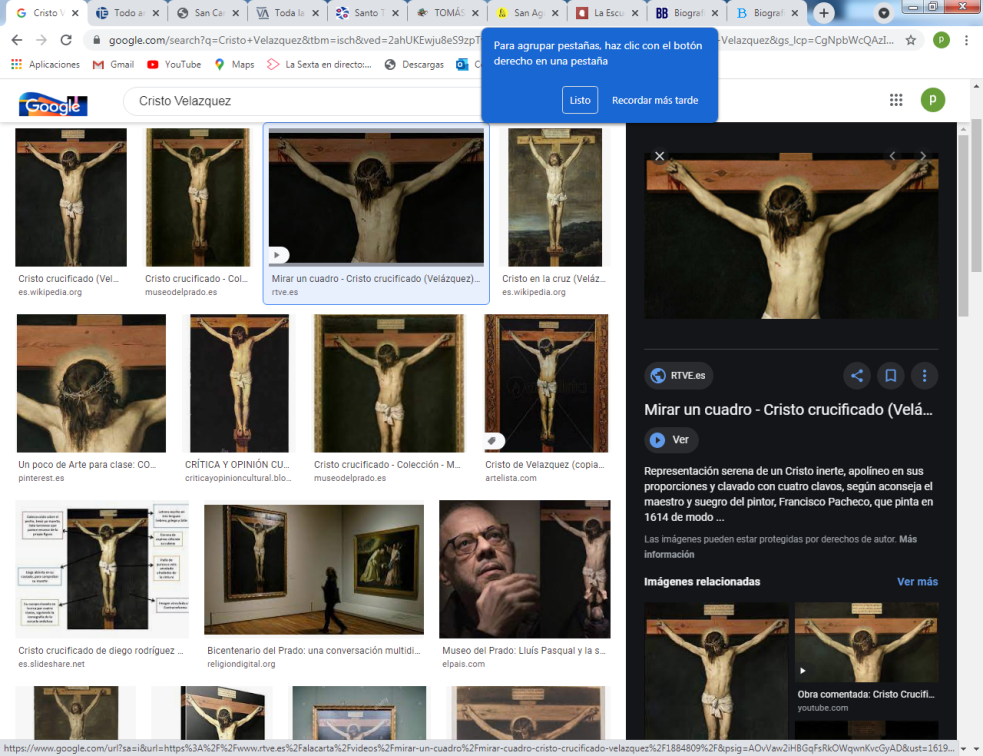 Cristo V
Todo ar
San Car
Toda la
Santo T
TOMÁS
San Ag
La Escu
Biografí
Biografi
google.com/search?q=Cristo+Velazquez&tbm=isch&ved=2ahUKEwju8eS9zpT
Velazquez&gs_lcp=CgNpbWcQAzI...
P
Para agrupar pestañas, haz clic con el botón
derecho en una pestaña
Listo
Recordar más tarde
Aplicaciones
Gmail
YouTube
Maps
La Sexta en directo:...
Descargas
Google
Cristo Velazquez
P
Cristo crucificado (Vel...
es.wikipedia.org
Cristo crucificado - Col...
museodelprado.es
Mirar un cuadro - Cristo crucificado (Velázquez)...
rtve.es
Cristo en la cruz (Veláz...
es.wikipedia.org
Un poco de Arte para clase: CO...
pinterest.es
CRÍTICA Y OPINIÓN CU...
criticayopinioncultural.blo...
Cristo crucificado - Colección - M...
museodelprado.es
Cristo de Velazquez (copia...
artelista.com
Cristo crucificado de diego rodríguez ...
es.slideshare.net
Bicentenario del Prado: una conversación multidi...
religiondigital.org
Museo del Prado: Lluís Pasqual y la s...
elpais.com
RTVE.es
Mirar un cuadro - Cristo crucificado (Velá...
Ver
Representación serena de un Cristo inerte, apolíneo en sus
proporciones y clavado con cuatro clavos, según aconseja el
maestro y suegro del pintor, Francisco Pacheco, que pinta en
1614 de modo ...
Las imágenes pueden estar protegidas por derechos de autor. Más
información
Imágenes relacionadas
Ver más
Obra comentada: Cristo Crucifi...
youtube.com
https://www.google.com/url?sa=i&url=https%3A%2F%2Fwww.rtve.es%2Falacarta%2Fvideos%2Fmirar-un-cuadro%2Fmirar-cuadro-cristo-crucificado-velazquez%2F1884809%2F&psig=AOvVaw2iHBGqFsRkOWqwnKvcGyAD&ust=1619...